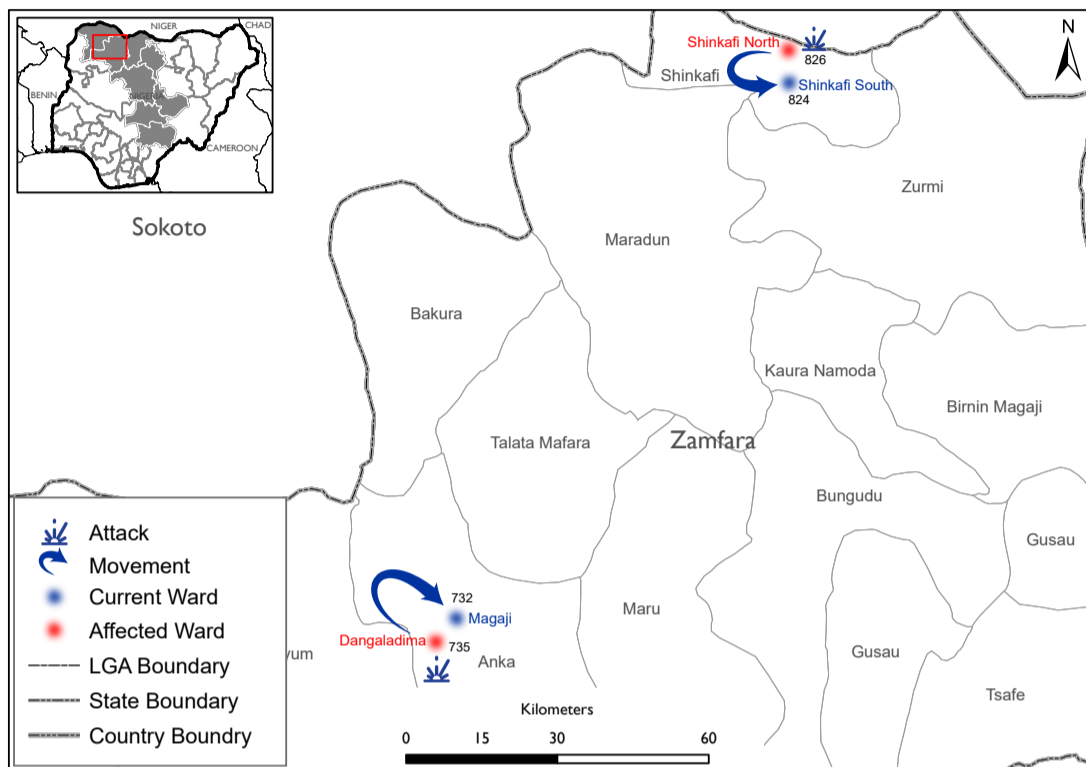 NIGER
CHAD
BENIN
NIGERIA
CAMEROON
N
Shinkafi North
826
Shinkafi
Shinkafi South
824
Sokoto
Zurmi
Maradun
Bakura
Kaura Namoda
Birnin Magaji
Talata Mafara
Zamfara
Bungudu
Gusau
Attack
Movement
Current Ward
Affected Ward
LGA Boundary
State Boundary
Country Boundry
732
Magaji
Maru
Dangaladima
735
yum
Anka
Gusau
Tsafe
Kilometers
0 15 30 60